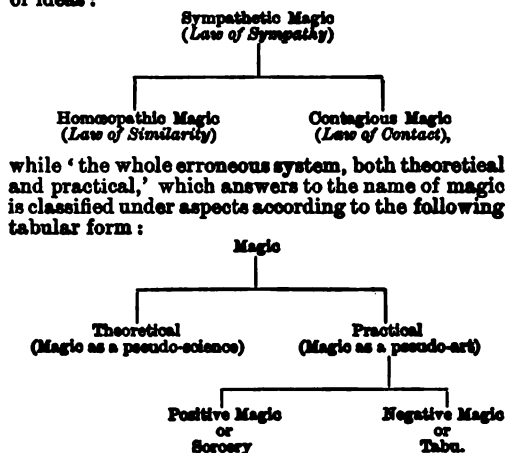 of ideas:
Sympathetic Magic
(Law of Sympathy)
Homœopathic Magic Contagious Magic
(Law of Similarity) (Law of Contact),
while ‘ the whole erroneous system, both theoretical
and practical,’ which answers to the name of magic
is classified under aspects according to the following
tabular form :
Magic
Theoretical Practical
(Magic as a pseudo-science) (Magic as a pseudo-art)
Positive Magic Negative Magic
or or
Sorcery Tabu.